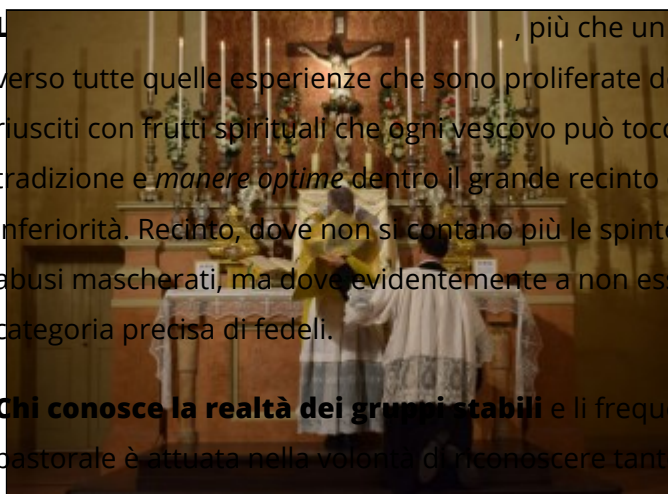 , più che un
verso tutte quelle esperienze che sono proliferate d
riusciti con frutti spirituali che ogni vescovo può tocc
tradizione e manere optime dentro il grande recinto
inferiorità. Recinto, dove non si contano più le spinte
abusi mascherati, ma dove evidentemente a non es
categoria precisa di fedeli.
Chi conosce la realtà dei gruppi stabili e li frequ
pastorale è attuata nella volontà di riconoscere tant